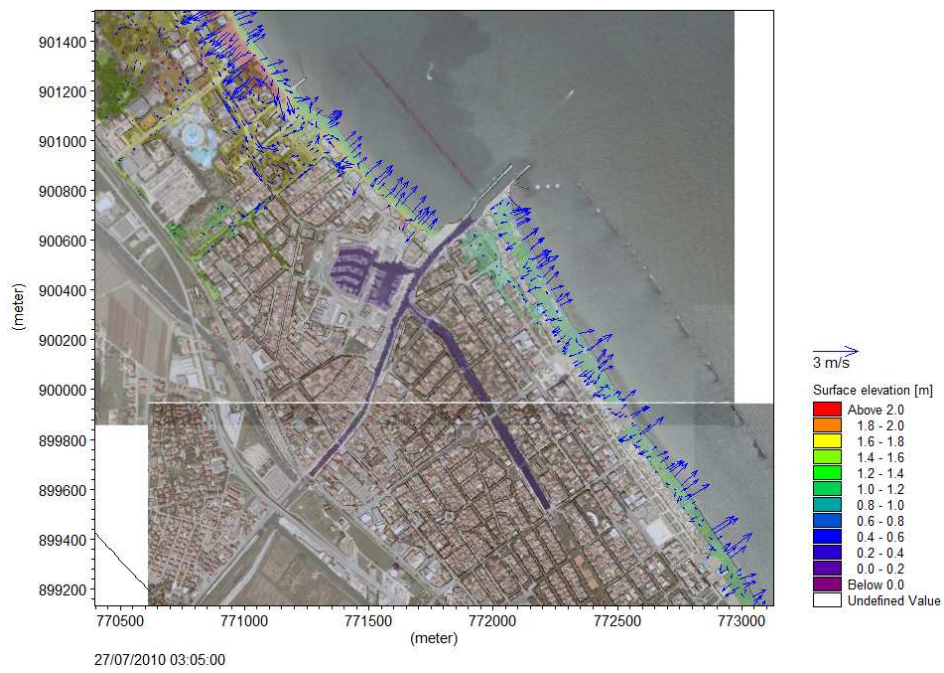 901400
901200
901000
900800
900600
900400
900200
900000
899800
899600
899400
899200
(meter)
770500
771000
771500
772000
772500
773000
(meter)
27/07/2010 03:05:00
3 m/s
Surface elevation [m]
Above 2.0
1.8 - 2.0
1.6 - 1.8
1.4 - 1.6
1.2 - 1.4
1.0 - 1.2
0.8 - 1.0
0.6 - 0.8
0.4 - 0.6
0.2 - 0.4
0.0 - 0.2
Below 0.0
Undefined Value